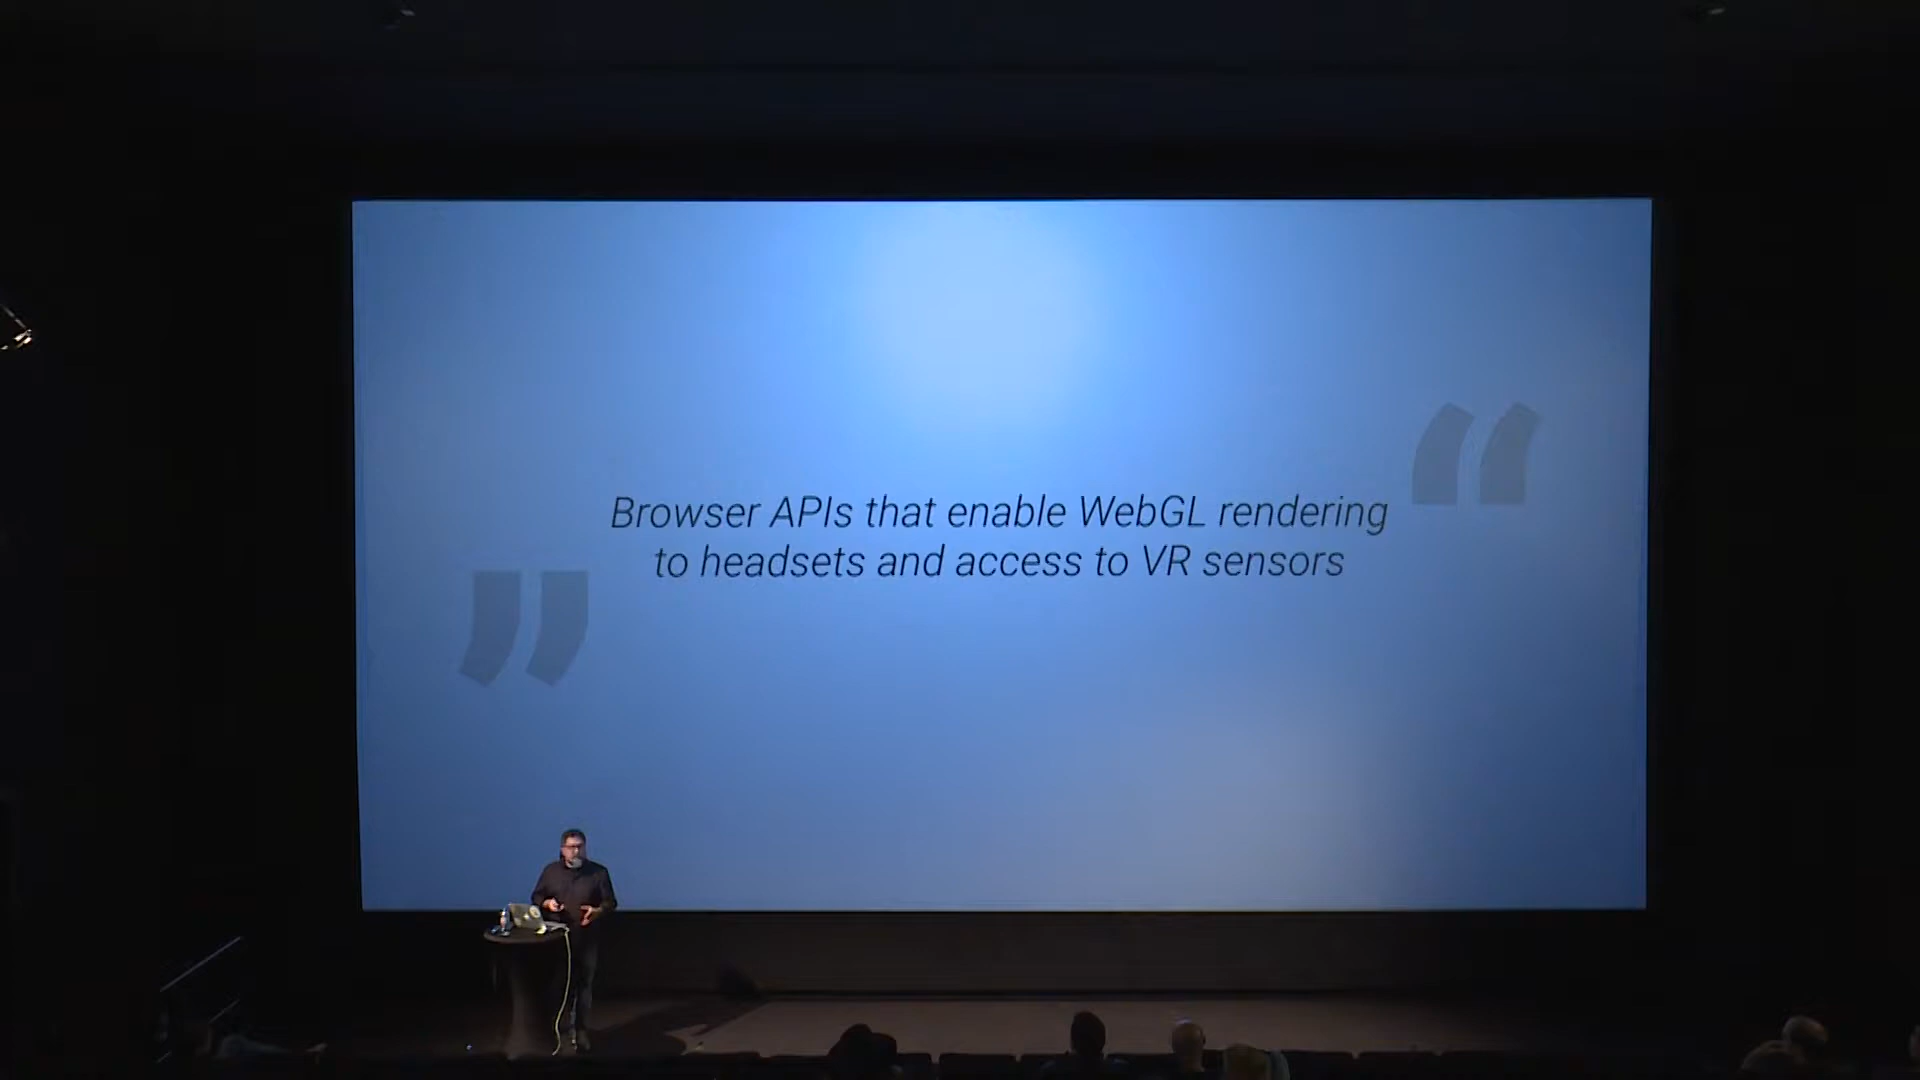 Browser APIs that enable WebGL rendering
to headsets and access to VR sensors